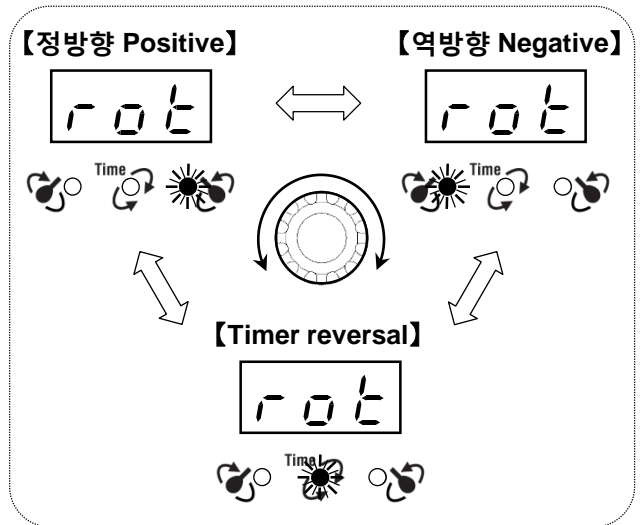 【정방향 Positive】
【역방향 Negative】
rot
rot
Time
Time
【Timer reversal】
rot
Time